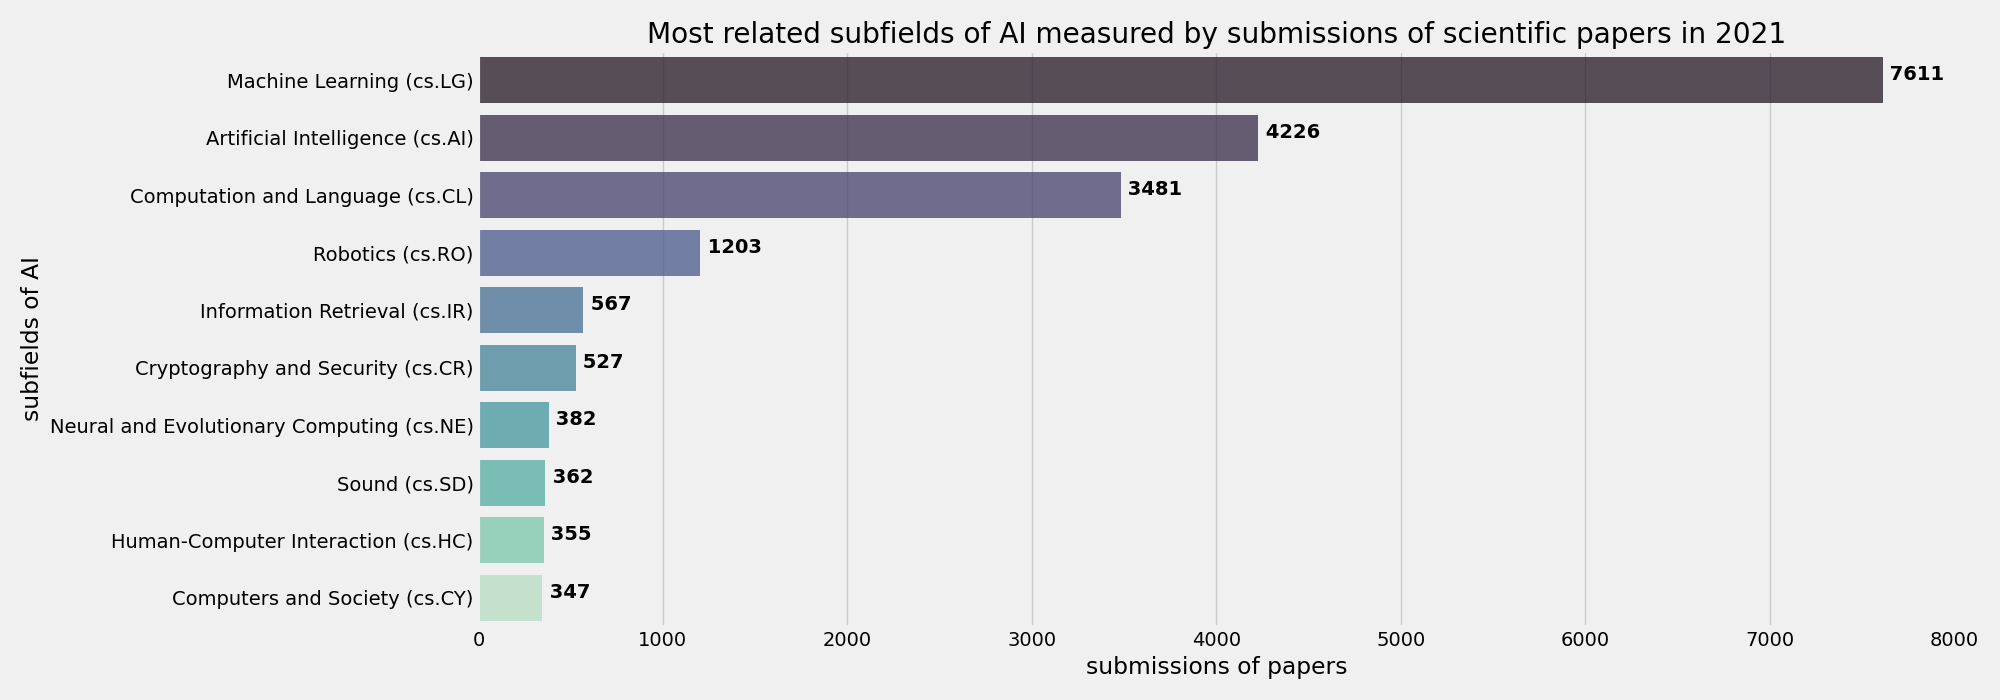 Most related subfields of AI measured by submissions of scientific papers in 2021
subfields of AI
Machine Learning (cs.LG) 7611
Artificial Intelligence (cs.AI) 4226
Computation and Language (cs.CL) 3481
Robotics (cs.RO) 1203
Information Retrieval (cs.IR) 567
Cryptography and Security (cs.CR) 527
Neural and Evolutionary Computing (cs.NE) 382
Sound (cs.SD) 362
Human-Computer Interaction (cs.HC) 355
Computers and Society (cs.CY) 347
0 1000 2000 3000 4000 5000 6000 7000 8000
submissions of papers